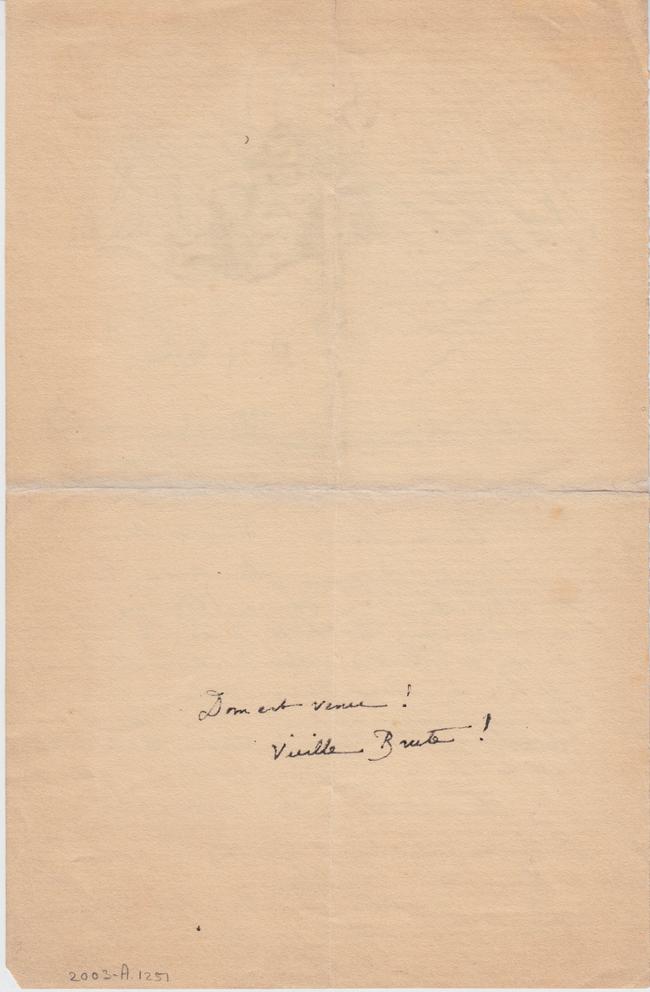 Dom est venu !
Vieille Brute !
2003-A.1251